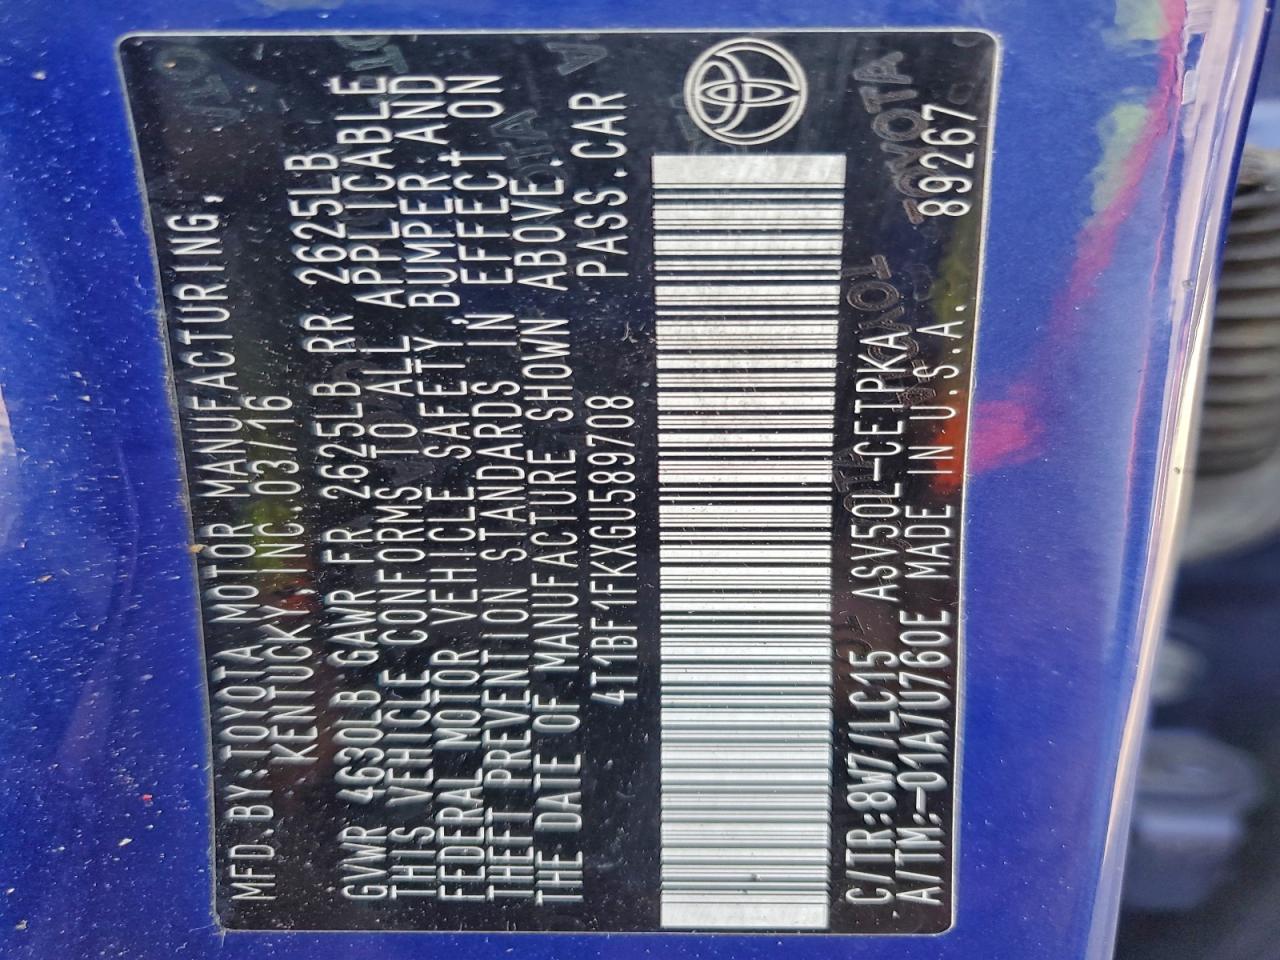 MFD.BY:TOYOTA MOTOR MANUFACTURING,
KENTUCKY INC.03/16
GVWR 4630LB GAWR FR 2625LB RR 2625LB
THIS VEHICLE CONFORMS TO ALL APPLICABLE
FEDERAL MOTOR VEHICLE SAFETY, BUMPER, AND
THEFT PREVENTION STANDARDS IN EFFECT ON
THE DATE OF MANUFACTURE SHOWN ABOVE.
4T1BF1FKXGU589708 PASS.CAR
C/TR:8W7/LC15 ASV50L-CETPKA
A/TM:-01A/U760E MADE IN U.S.A. 89267
TOYOTA
TOYOTA